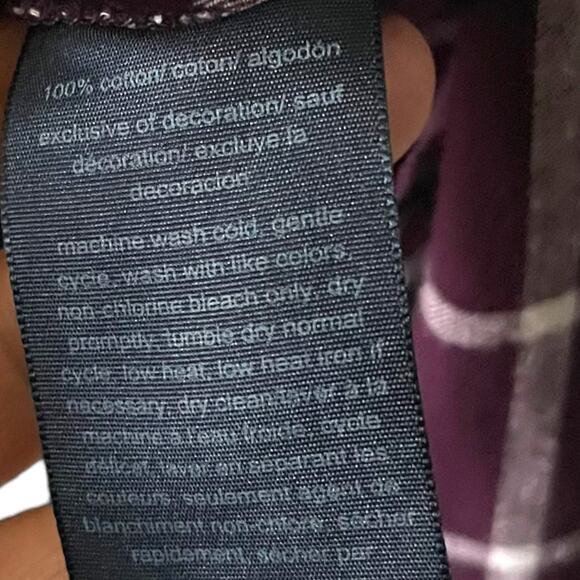 100% cotton/ coton/ algodón
exclusive of decoration/ sauf
décoration/ excluye la
decoración
machine wash cold, gentle
cycle, wash with like colors,
non-chlorine bleach only, dry
promptly, tumble dry normal
cycle, low heat, low heat iron if
necessary, dry clean/laver à la
machine à l'eau froide, cycle
délicat, laver en séparant les
couleurs, seulement agent de
blanchiment non-chloré, sécher
rapidement, sécher par